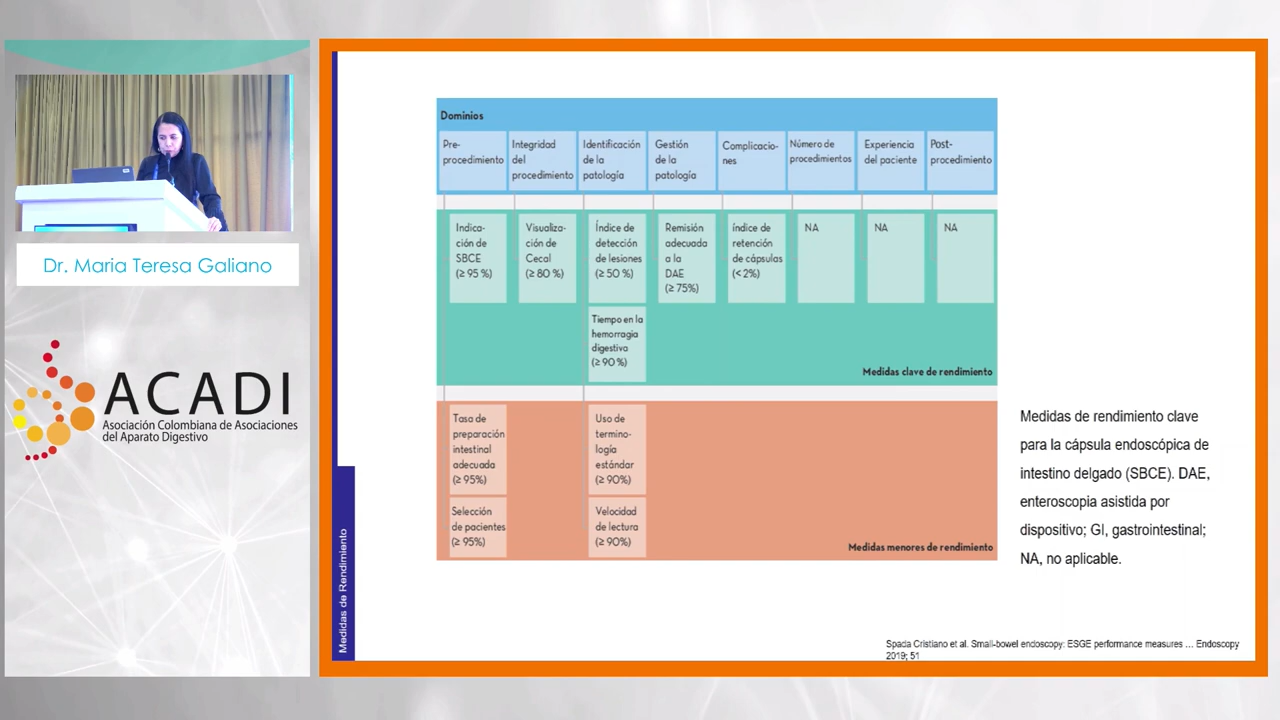 Dr. Maria Teresa Galiano
ACADI
Asociación Colombiana de Asociaciones
del Aparato Digestivo
Medidas de Rendimiento
Dominios
Pre-
procedimiento
Integridad
del
procedimiento
Identificación
de la
patología
Gestión
de la
patología
Complicacio-
nes
Número de
procedimientos
Experiencia
del paciente
Post-
procedimiento
Indica-
ción de
SBCE
(≥ 95 %)
Visualiza-
ción de
Cecal
(≥ 80 %)
Índice de
detección
de lesiones
(≥ 50 %)
Remisión
adecuada
a la
DAE
(≥ 75%)
índice de
retención
de cápsulas
(< 2%)
NA
NA
NA
Tiempo en la
hemorragia
digestiva
(≥ 90 %)
Medidas clave de rendimiento
Tasa de
preparación
intestinal
adecuada
(≥ 95%)
Uso de
termino-
logía
estándar
(≥ 90%)
Selección
de pacientes
(≥ 95%)
Velocidad
de lectura
(≥ 90%)
Medidas menores de rendimiento
Medidas de rendimiento clave
para la cápsula endoscópica de
intestino delgado (SBCE). DAE,
enteroscopia asistida por
dispositivo; GI, gastrointestinal;
NA, no aplicable.
Spada Cristiano et al. Small-bowel endoscopy: ESGE performance measures … Endoscopy
2019; 51